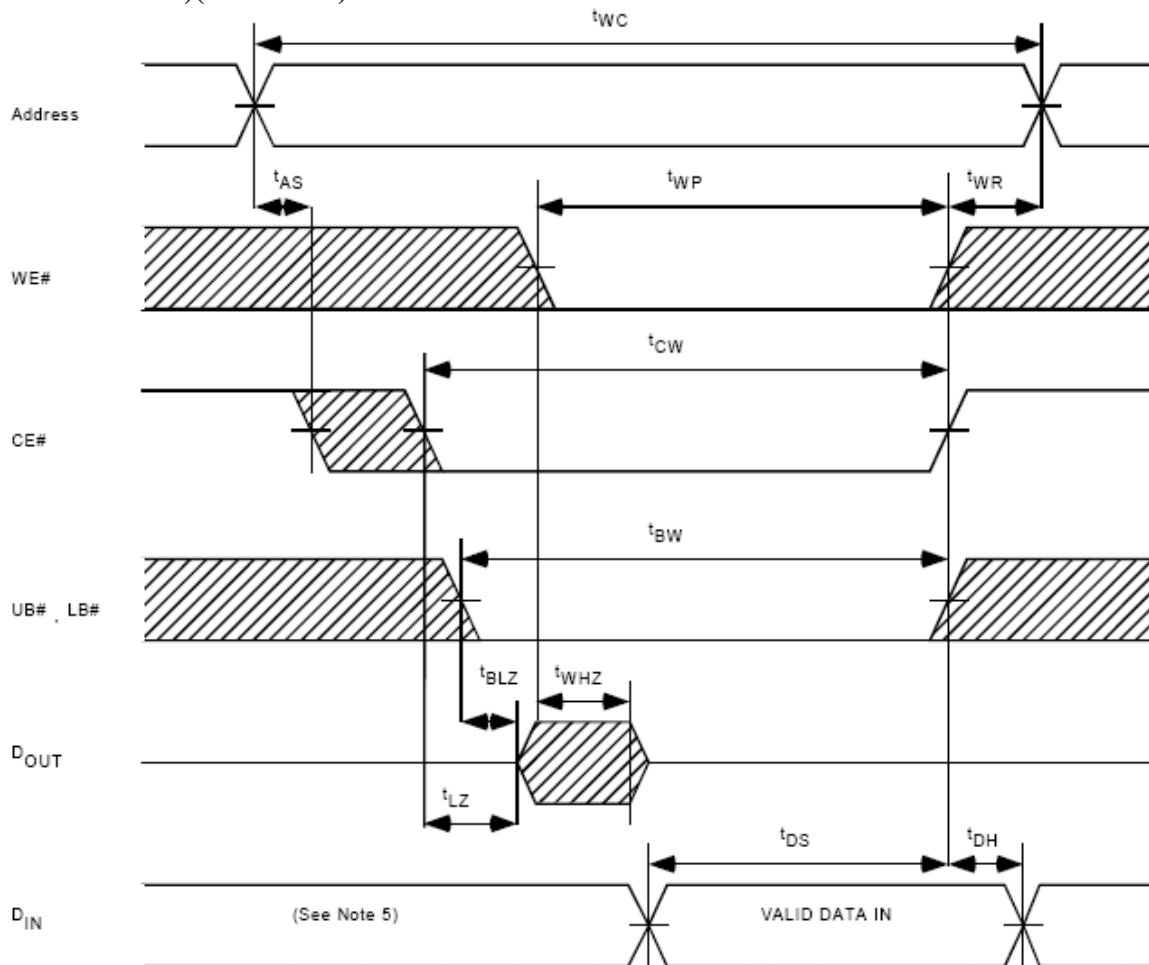 tWC
Address
tAS
tWP
tWR
WE#
tCW
CE#
tBW
UB# , LB#
tBLZ
tWHZ
DOUT
tLZ
tDS
tDH
DIN
(See Note 5)
VALID DATA IN